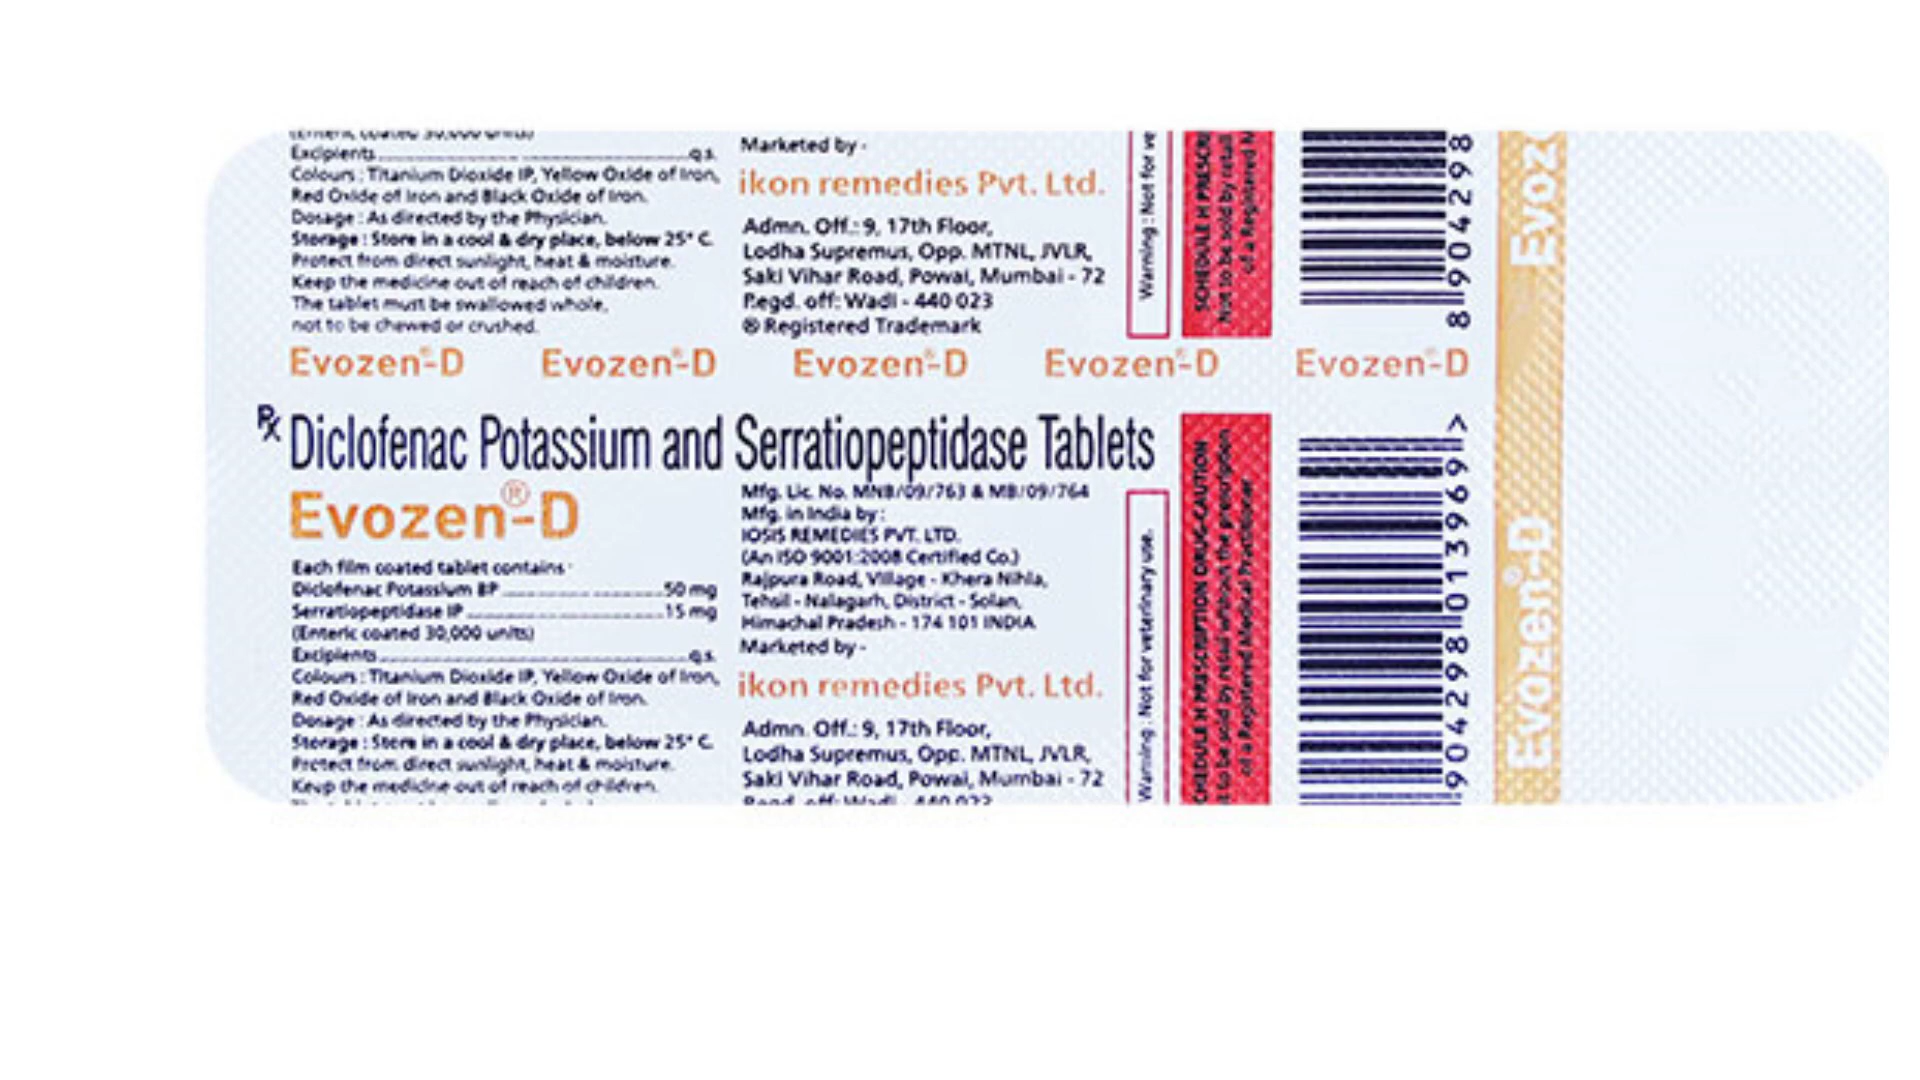 (Enteric coated 30,000 units)
Excipients q.s.
Colours : Titanium Dioxide IP, Yellow Oxide of Iron,
Red Oxide of Iron and Black Oxide of Iron.
Dosage : As directed by the Physician.
Storage : Store in a cool & dry place, below 25° C.
Protect from direct sunlight, heat & moisture.
Keep the medicine out of reach of children.
The tablet must be swallowed whole,
not to be chewed or crushed.
Marketed by -
ikon remedies Pvt. Ltd.
Admn. Off.: 9, 17th Floor,
Lodha Supremus, Opp. MTNL, JVLR,
Saki Vihar Road, Powai, Mumbai - 72
Regd. off: Wadi - 440 023
® Registered Trademark
Warning : Not for ve
SCHEDULE H PRESCRI
Not to be sold by retail
of a Registered M
8 904298
Evoz
Evozen®-D Evozen®-D Evozen®-D Evozen®-D Evozen®-D
Rx Diclofenac Potassium and Serratiopeptidase Tablets
Evozen®-D
Each film coated tablet contains :
Diclofenac Potassium BP 50 mg
Serratiopeptidase IP 15 mg
(Enteric coated 30,000 units)
Excipients q.s.
Colours : Titanium Dioxide IP, Yellow Oxide of Iron,
Red Oxide of Iron and Black Oxide of Iron.
Dosage : As directed by the Physician.
Storage : Store in a cool & dry place, below 25° C.
Protect from direct sunlight, heat & moisture.
Keep the medicine out of reach of children.
Mfg. Lic. No. MNB/09/763 & MB/09/764
Mfg. in India by :
IOSIS REMEDIES PVT. LTD.
(An ISO 9001:2008 Certified Co.)
Rajpura Road, Village - Khera Nihla,
Tehsil - Nalagarh, District - Solan,
Himachal Pradesh - 174 101 INDIA
Marketed by -
ikon remedies Pvt. Ltd.
Admn. Off.: 9, 17th Floor,
Lodha Supremus, Opp. MTNL, JVLR,
Saki Vihar Road, Powai, Mumbai - 72
Regd. off: Wadi - 440 023
Warning : Not for veterinary use.
CHEDULE H PRESCRIPTION DRUG-CAUTION
t to be sold by retail without the prescription
of a Registered Medical Practitioner
904298 013969 >
Evozen®-D